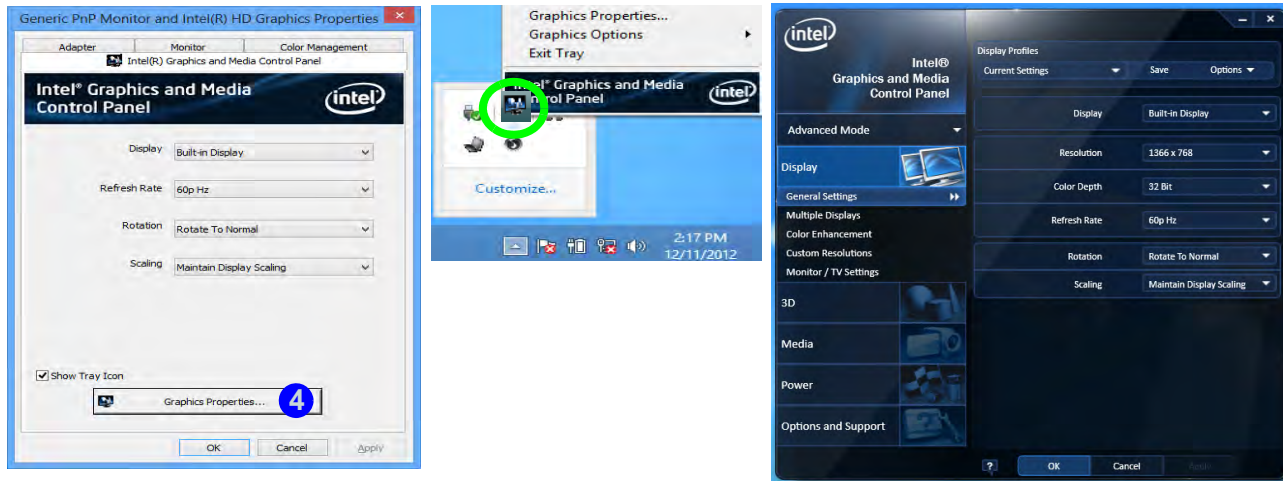 Generic PnP Monitor and Intel(R) HD Graphics Properties
Adapter
Monitor
Color Management
Intel(R) Graphics and Media Control Panel
Intel® Graphics and Media
Control Panel
intel
Display
Built-in Display
Refresh Rate
60p Hz
Rotation
Rotate To Normal
Scaling
Maintain Display Scaling
Show Tray Icon
Graphics Properties...
4
OK
Cancel
Apply
Graphics Properties...
Graphics Options
Exit Tray
Graphics and Media
Panel
intel
Customize...
2:17 PM
12/11/2012
intel
Intel®
Graphics and Media
Control Panel
Advanced Mode
Display
General Settings
Multiple Displays
Color Enhancement
Custom Resolutions
Monitor / TV Settings
3D
Media
Power
Options and Support
Display Profiles
Current Settings
Save
Options
Display
Built-in Display
Resolution
1366 x 768
Color Depth
32 Bit
Refresh Rate
60p Hz
Rotation
Rotate To Normal
Scaling
Maintain Display Scaling
?
OK
Cancel